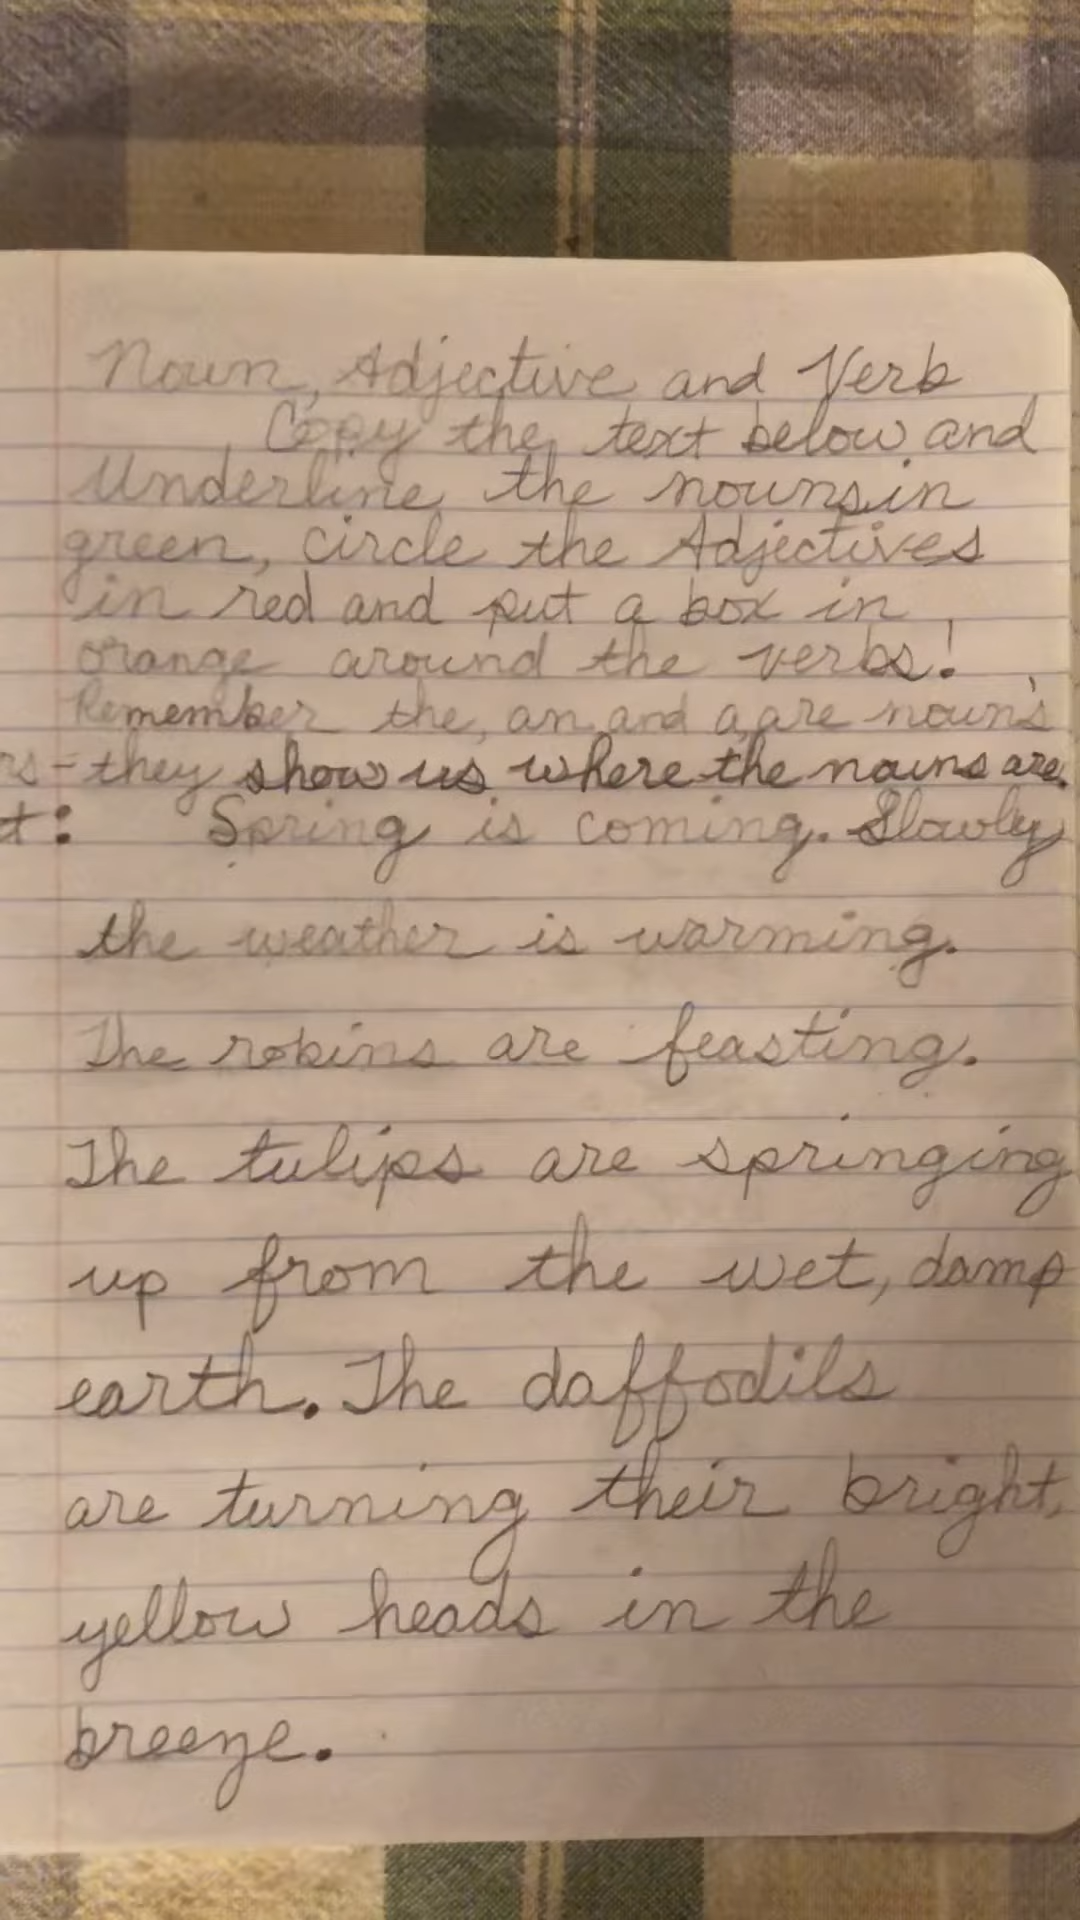 Noun, Adjective and Verb
Copy the text below and
Underline the nouns in
green, circle the Adjectives
in red and put a box in
orange around the verbs!
Remember the, an and a, are noun's
rs - they show us where the nouns are.
t: Spring is coming. Slowly
the weather is warming.
The robins are feasting.
The tulips are springing
up from the wet, damp
earth. The daffodils
are turning their bright,
yellow heads in the
breeze.